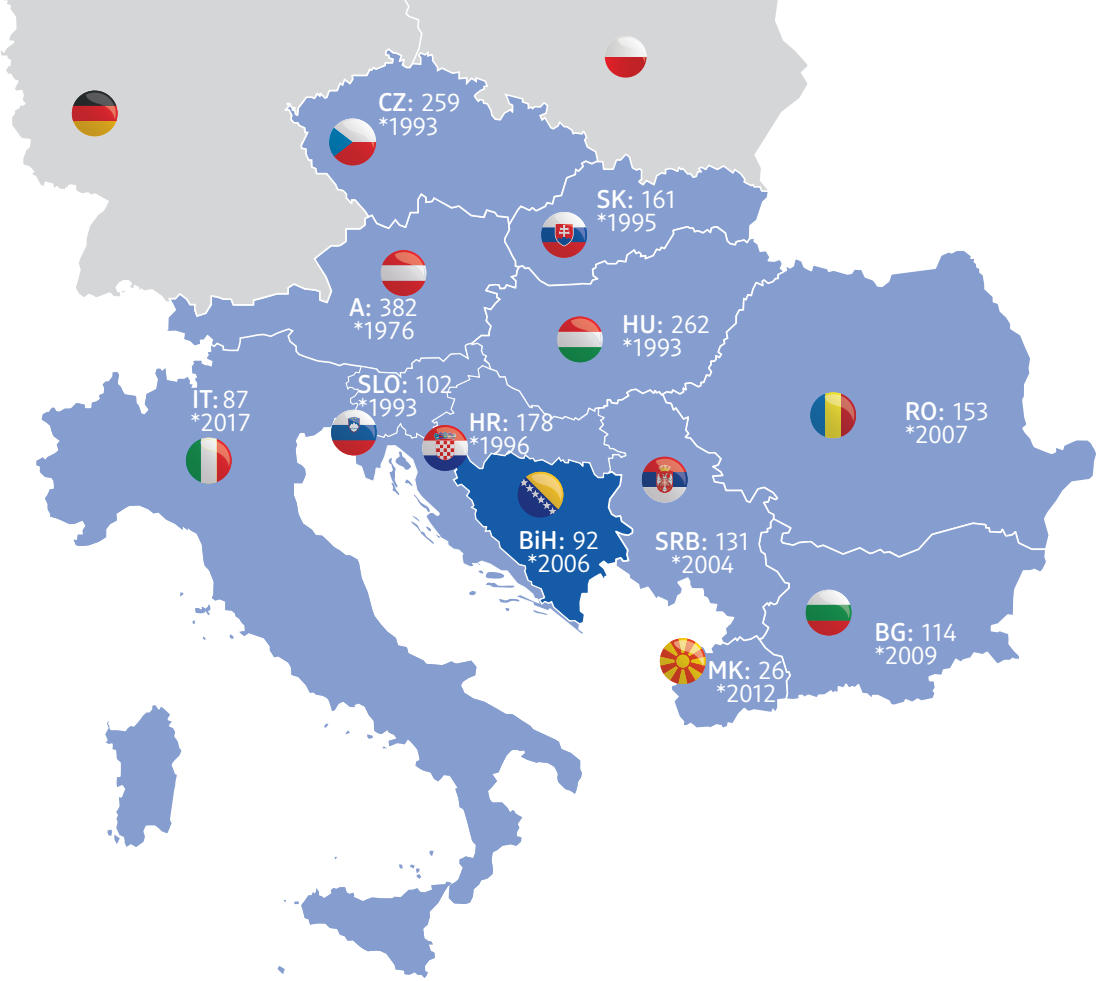 CZ: 259
*1993
SK: 161
*1995
A: 382
*1976
HU: 262
*1993
IT: 87
*2017
SLO: 102
*1993
HR: 178
*1996
RO: 153
*2007
BiH: 92
*2006
SRB: 131
*2004
BG: 114
*2009
MK: 26
*2012